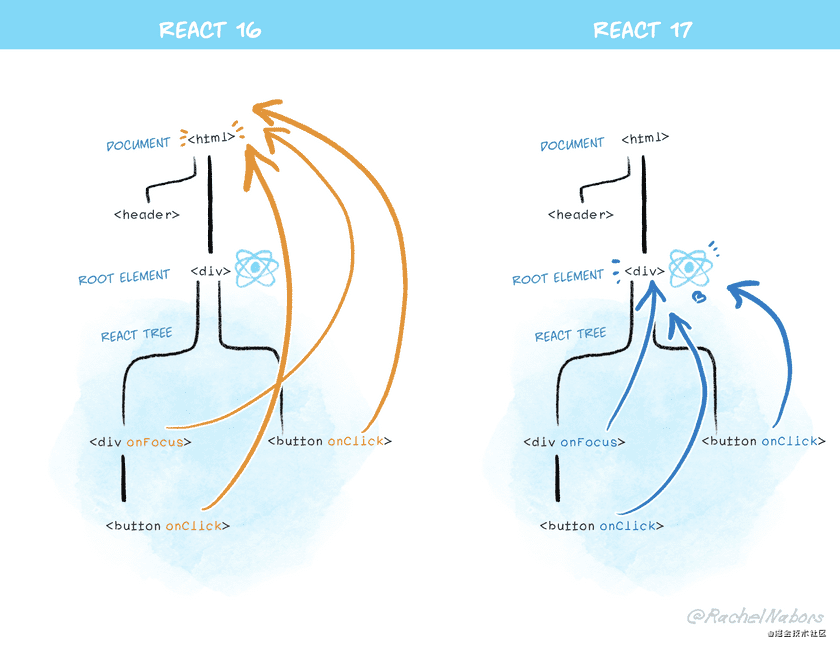 REACT 16
DOCUMENT <html>
<header>
ROOT ELEMENT <div>
REACT TREE
<div onFocus>
<button onClick>
<button onClick>
REACT 17
DOCUMENT <html>
<header>
ROOT ELEMENT <div>
REACT TREE
<div onFocus>
<button onClick>
<button onClick>
@RachelNabors
@掘金技术社区